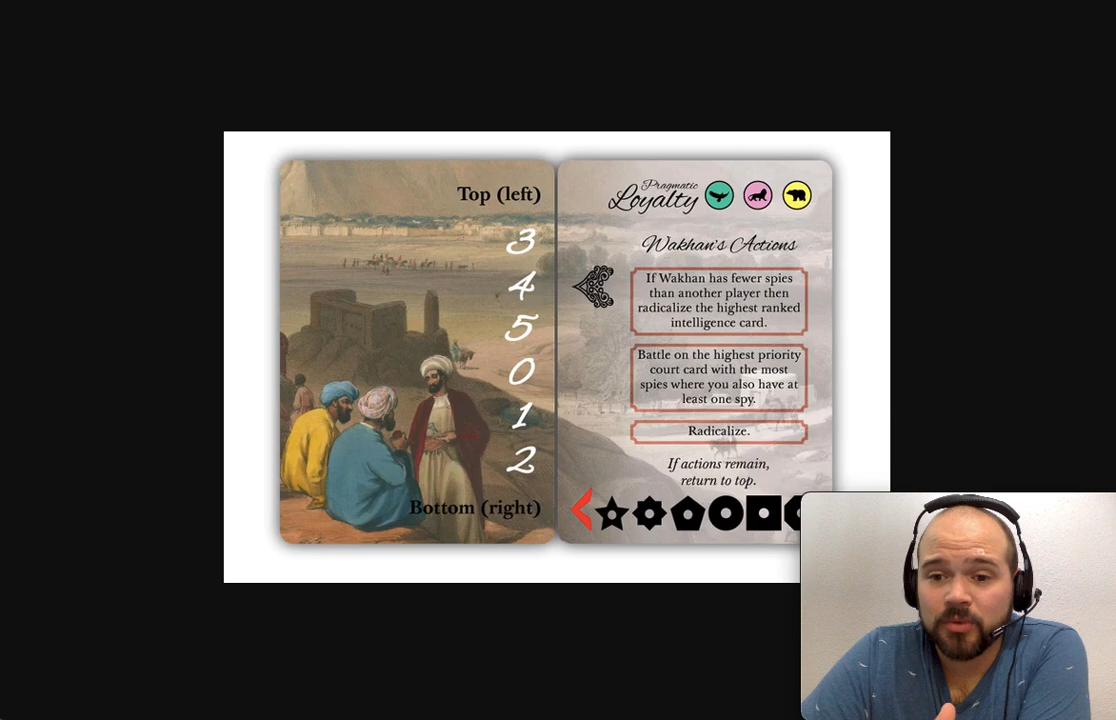 Top (left)
3
4
5
0
1
2
Bottom (right)
Pragmatic
Loyalty
Wakhan's Actions
If Wakhan has fewer spies
than another player then
radicalize the highest ranked
intelligence card.
Battle on the highest priority
court card with the most
spies where you also have at
least one spy.
Radicalize.
If actions remain,
return to top.